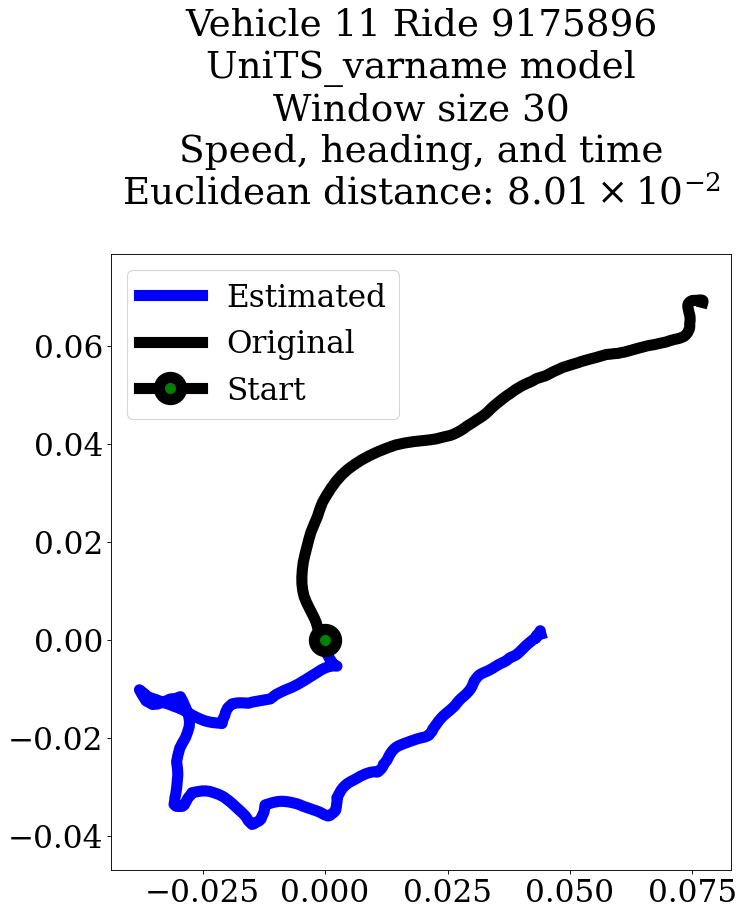 Vehicle 11 Ride 9175896
UniTS_varname model
Window size 30
Speed, heading, and time
Euclidean distance: 8.01 × 10⁻²
Estimated
Original
Start
0.06
0.04
0.02
0.00
−0.02
−0.04
−0.025 0.000 0.025 0.050 0.075